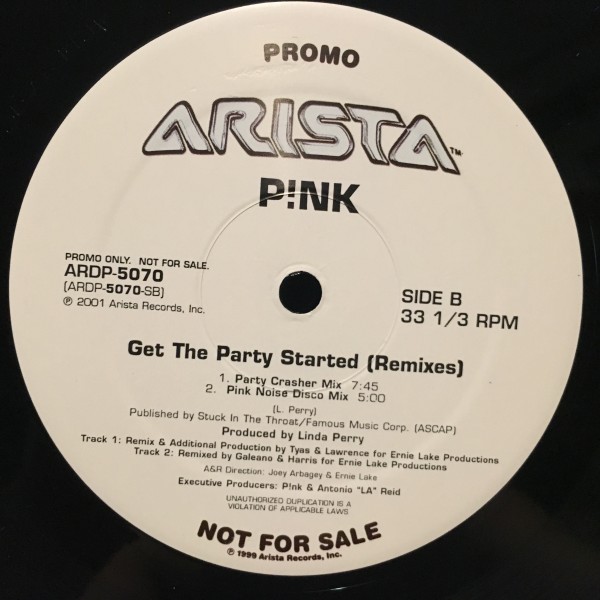 PROMO
ARISTA™
P!NK
PROMO ONLY. NOT FOR SALE.
ARDP-5070
(ARDP-5070-SB)
℗ 2001 Arista Records, Inc.
SIDE B
33 1/3 RPM
Get The Party Started (Remixes)
1. Party Crasher Mix 7:45
2. Pink Noise Disco Mix 5:00
(L. Perry)
Published by Stuck In The Throat/Famous Music Corp. (ASCAP)
Produced by Linda Perry
Track 1: Remix & Additional Production by Tyas & Lawrence for Ernie Lake Productions
Track 2: Remixed by Galeano & Harris for Ernie Lake Productions
A&R Direction: Joey Arbagey & Ernie Lake
Executive Producers: P!nk & Antonio "LA" Reid
UNAUTHORIZED DUPLICATION IS A
VIOLATION OF APPLICABLE LAWS
NOT FOR SALE
℗ 1999 Arista Records, Inc.